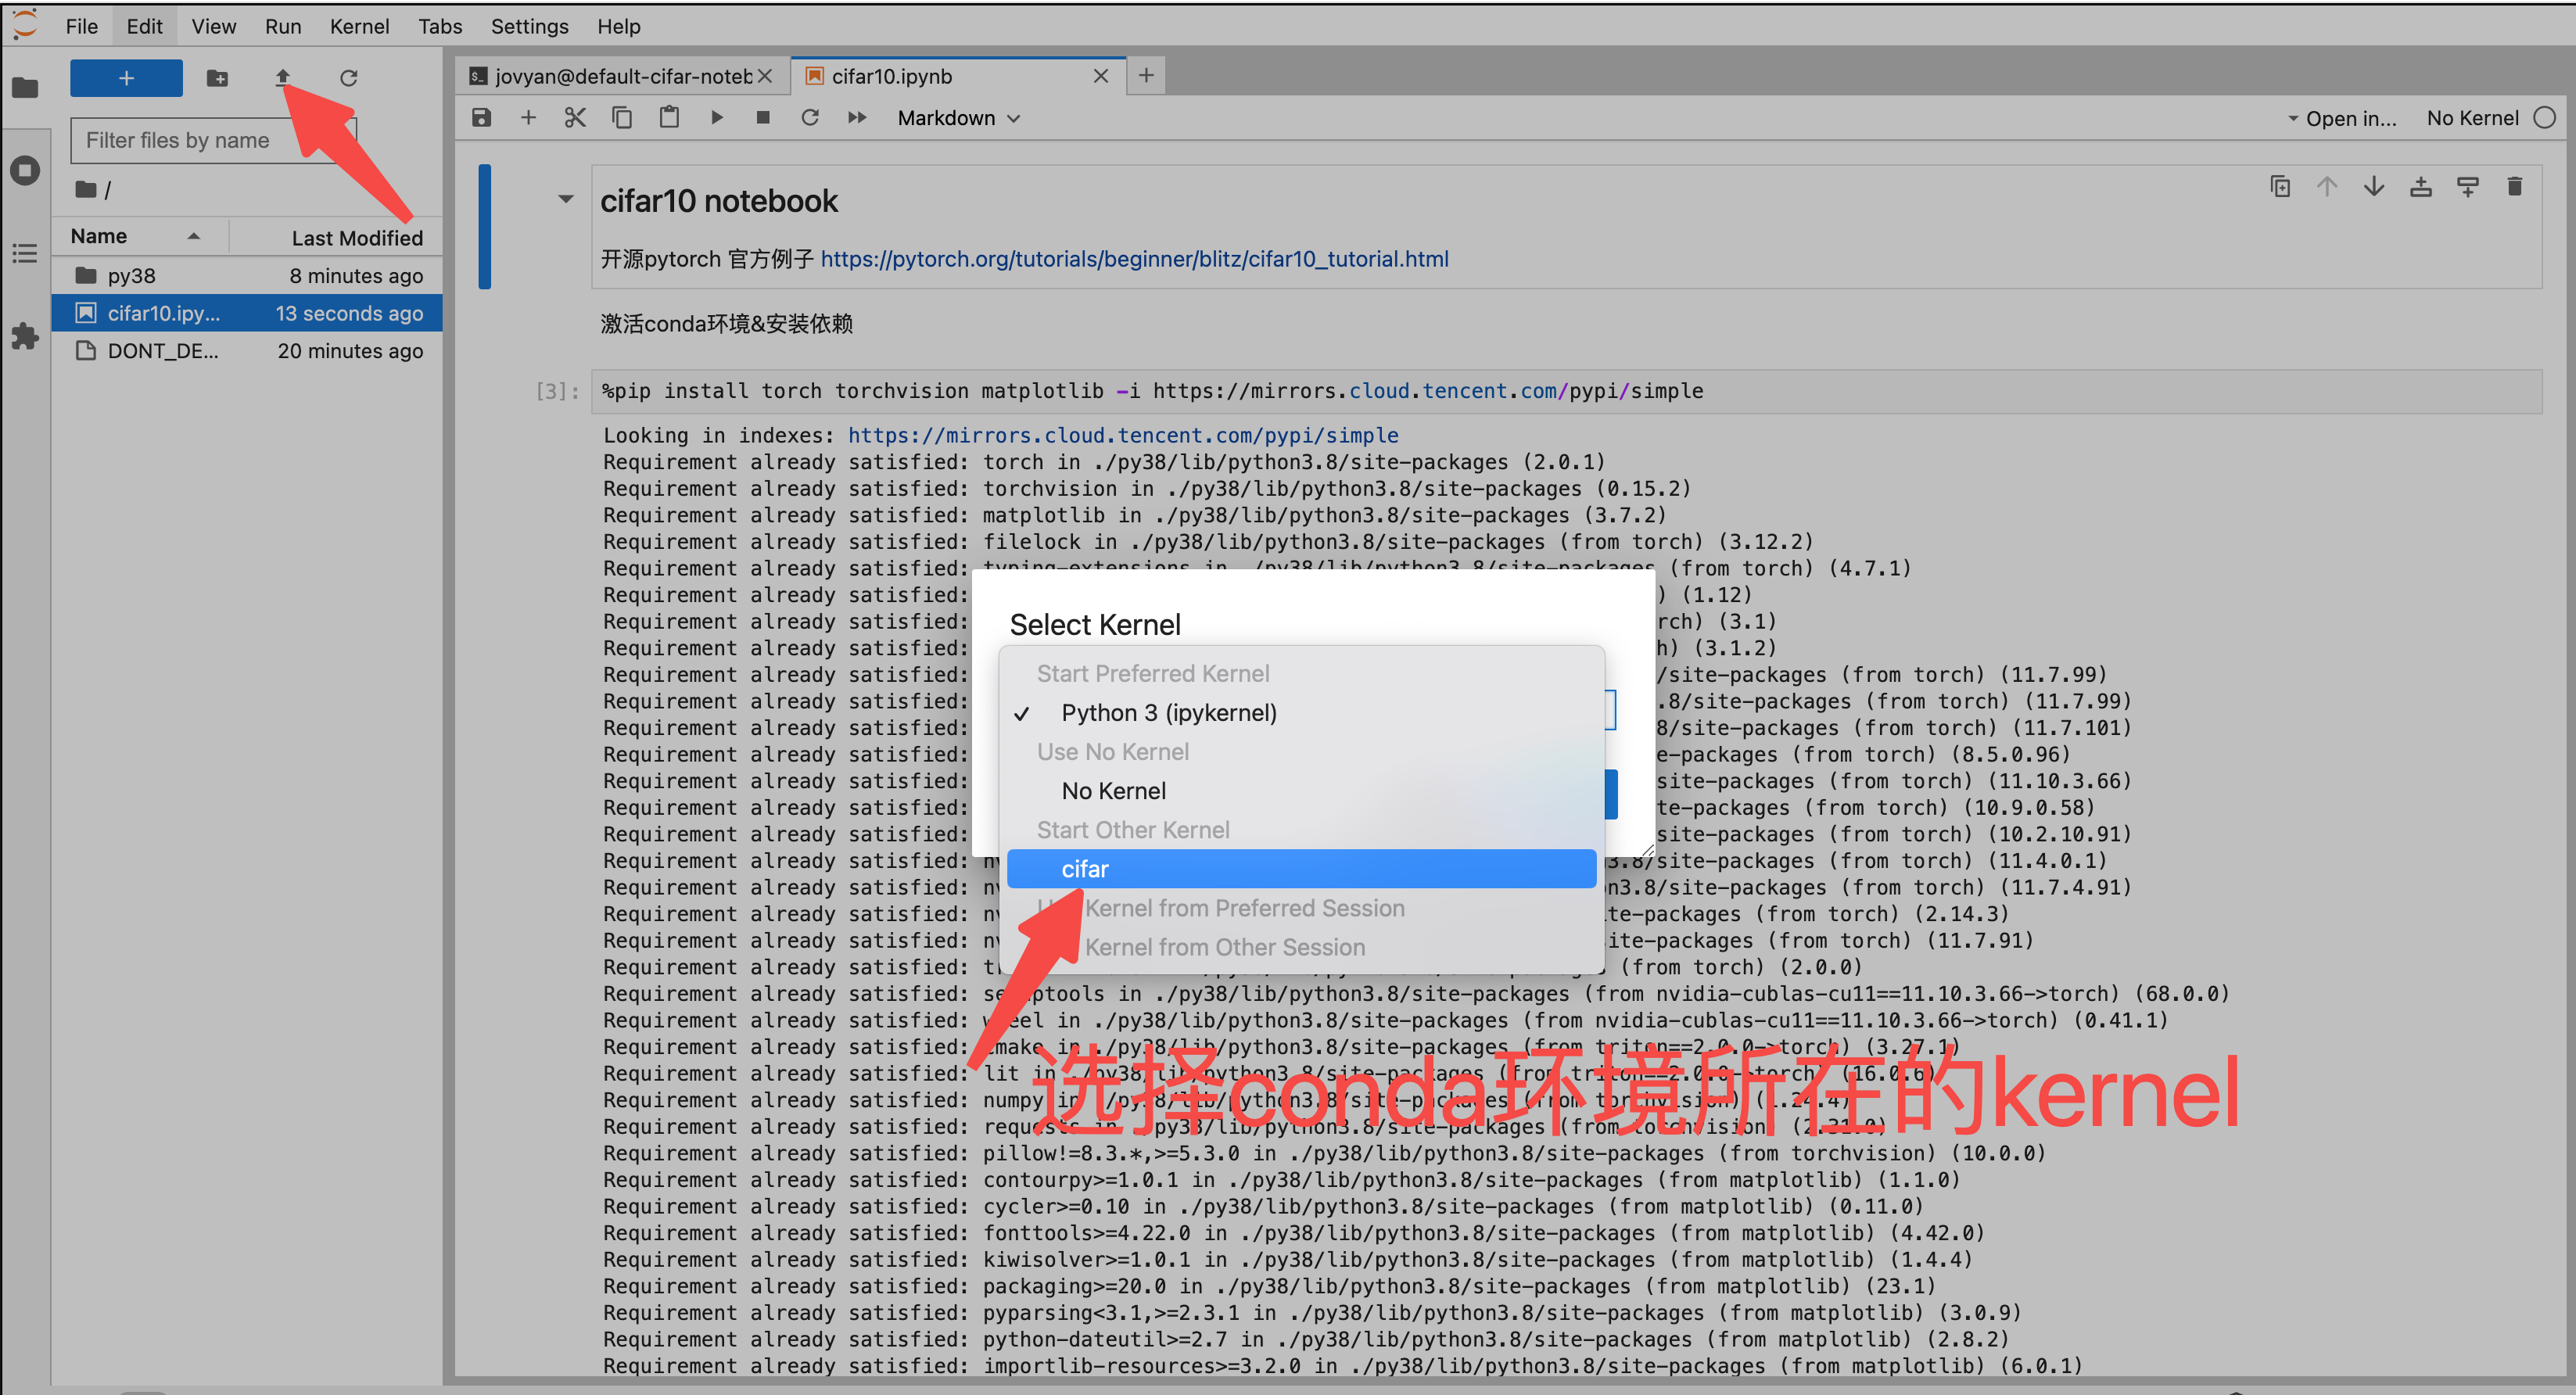 File Edit View Run Kernel Tabs Settings Help
jovyan@default-cifar-noteb
cifar10.ipynb
Markdown
Open in...
No Kernel
Filter files by name
/
Name Last Modified
py38 8 minutes ago
cifar10.ipy... 13 seconds ago
DONT_DE... 20 minutes ago
cifar10 notebook
开源pytorch 官方例子 https://pytorch.org/tutorials/beginner/blitz/cifar10_tutorial.html
激活conda环境&安装依赖
[3]: %pip install torch torchvision matplotlib -i https://mirrors.cloud.tencent.com/pypi/simple
Looking in indexes: https://mirrors.cloud.tencent.com/pypi/simple
Requirement already satisfied: torch in ./py38/lib/python3.8/site-packages (2.0.1)
Requirement already satisfied: torchvision in ./py38/lib/python3.8/site-packages (0.15.2)
Requirement already satisfied: matplotlib in ./py38/lib/python3.8/site-packages (3.7.2)
Requirement already satisfied: filelock in ./py38/lib/python3.8/site-packages (from torch) (3.12.2)
Requirement already satisfied: typing-extensions in ./py38/lib/python3.8/site-packages (from torch) (4.7.1)
Requirement already satisfied: ) (1.12)
Requirement already satisfied: rch) (3.1)
Requirement already satisfied: h) (3.1.2)
Requirement already satisfied: /site-packages (from torch) (11.7.99)
Requirement already satisfied: .8/site-packages (from torch) (11.7.99)
Requirement already satisfied: 8/site-packages (from torch) (11.7.101)
Requirement already satisfied: e-packages (from torch) (8.5.0.96)
Requirement already satisfied: site-packages (from torch) (11.10.3.66)
Requirement already satisfied: te-packages (from torch) (10.9.0.58)
Requirement already satisfied: site-packages (from torch) (10.2.10.91)
Requirement already satisfied: 3.8/site-packages (from torch) (11.4.0.1)
Requirement already satisfied: on3.8/site-packages (from torch) (11.7.4.91)
Requirement already satisfied: te-packages (from torch) (2.14.3)
Requirement already satisfied: ite-packages (from torch) (11.7.91)
Requirement already satisfied: (from torch) (2.0.0)
Requirement already satisfied: setuptools in ./py38/lib/python3.8/site-packages (from nvidia-cublas-cu11==11.10.3.66->torch) (68.0.0)
Requirement already satisfied: wheel in ./py38/lib/python3.8/site-packages (from nvidia-cublas-cu11==11.10.3.66->torch) (0.41.1)
Requirement already satisfied: cmake in ./py38/lib/python3.8/site-packages (from triton==2.0.0->torch) (3.27.1)
Requirement already satisfied: lit in ./py38/lib/python3.8/site-packages (from triton==2.0.0->torch) (16.0.6)
Requirement already satisfied: numpy in ./py38/lib/python3.8/site-packages (from torchvision) (1.24.4)
Requirement already satisfied: requests in ./py38/lib/python3.8/site-packages (from torchvision) (2.31.0)
Requirement already satisfied: pillow!=8.3.*,>=5.3.0 in ./py38/lib/python3.8/site-packages (from torchvision) (10.0.0)
Requirement already satisfied: contourpy>=1.0.1 in ./py38/lib/python3.8/site-packages (from matplotlib) (1.1.0)
Requirement already satisfied: cycler>=0.10 in ./py38/lib/python3.8/site-packages (from matplotlib) (0.11.0)
Requirement already satisfied: fonttools>=4.22.0 in ./py38/lib/python3.8/site-packages (from matplotlib) (4.42.0)
Requirement already satisfied: kiwisolver>=1.0.1 in ./py38/lib/python3.8/site-packages (from matplotlib) (1.4.4)
Requirement already satisfied: packaging>=20.0 in ./py38/lib/python3.8/site-packages (from matplotlib) (23.1)
Requirement already satisfied: pyparsing<3.1,>=2.3.1 in ./py38/lib/python3.8/site-packages (from matplotlib) (3.0.9)
Requirement already satisfied: python-dateutil>=2.7 in ./py38/lib/python3.8/site-packages (from matplotlib) (2.8.2)
Requirement already satisfied: importlib-resources>=3.2.0 in ./py38/lib/python3.8/site-packages (from matplotlib) (6.0.1)
Select Kernel
Start Preferred Kernel
Python 3 (ipykernel)
Use No Kernel
No Kernel
Start Other Kernel
cifar
Kernel from Preferred Session
Kernel from Other Session
选择conda环境所在的kernel